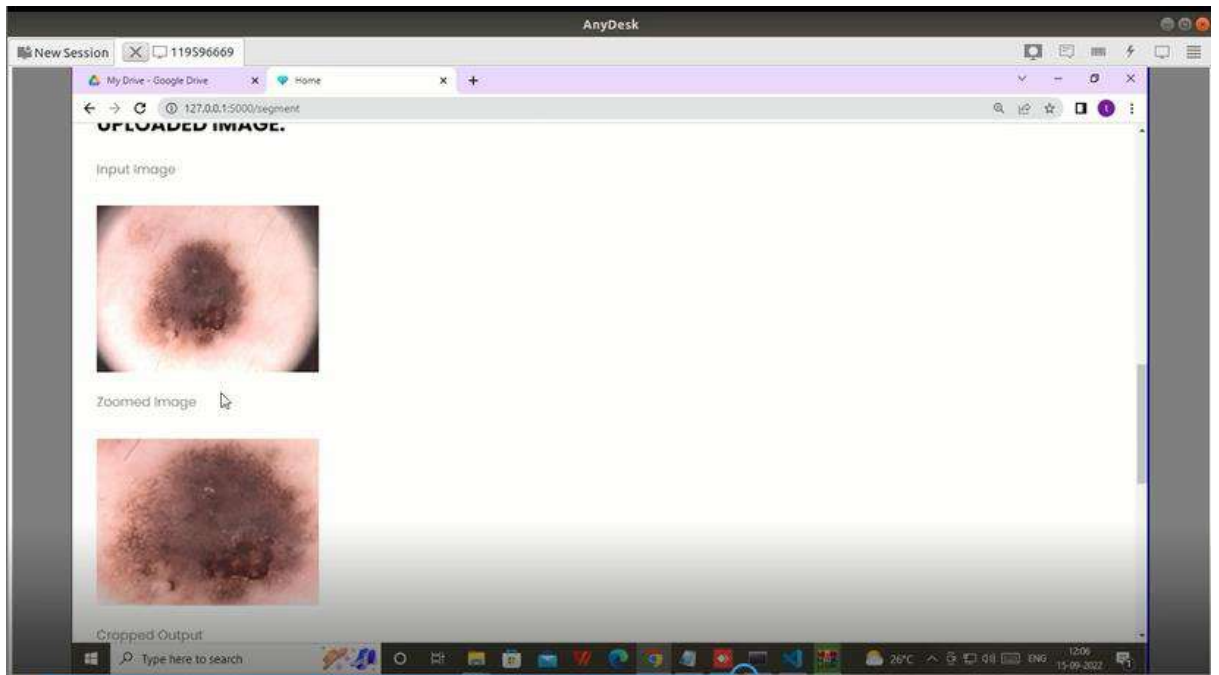 AnyDesk
New Session
119596669
My Drive - Google Drive
Home
127.0.0.1:5000/segment
UPLOADED IMAGE.
Input Image
Zoomed Image
Cropped Output
Type here to search
26°C
ENG
12:06
15-09-2022